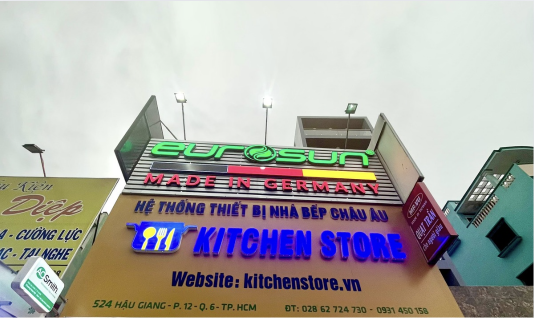 eurosun
MADE IN GERMANY
HỆ THỐNG THIẾT BỊ NHÀ BẾP CHÂU ÂU
KITCHEN STORE
Website: kitchenstore.vn
524 HẬU GIANG - P. 12 - Q. 6 - TP. HCM
ĐT: 028 62 724 730 - 0931 450 158
Kiện
Diệp
A - CƯỜNG LỰC
ẠC - TAI NGHE
Smith